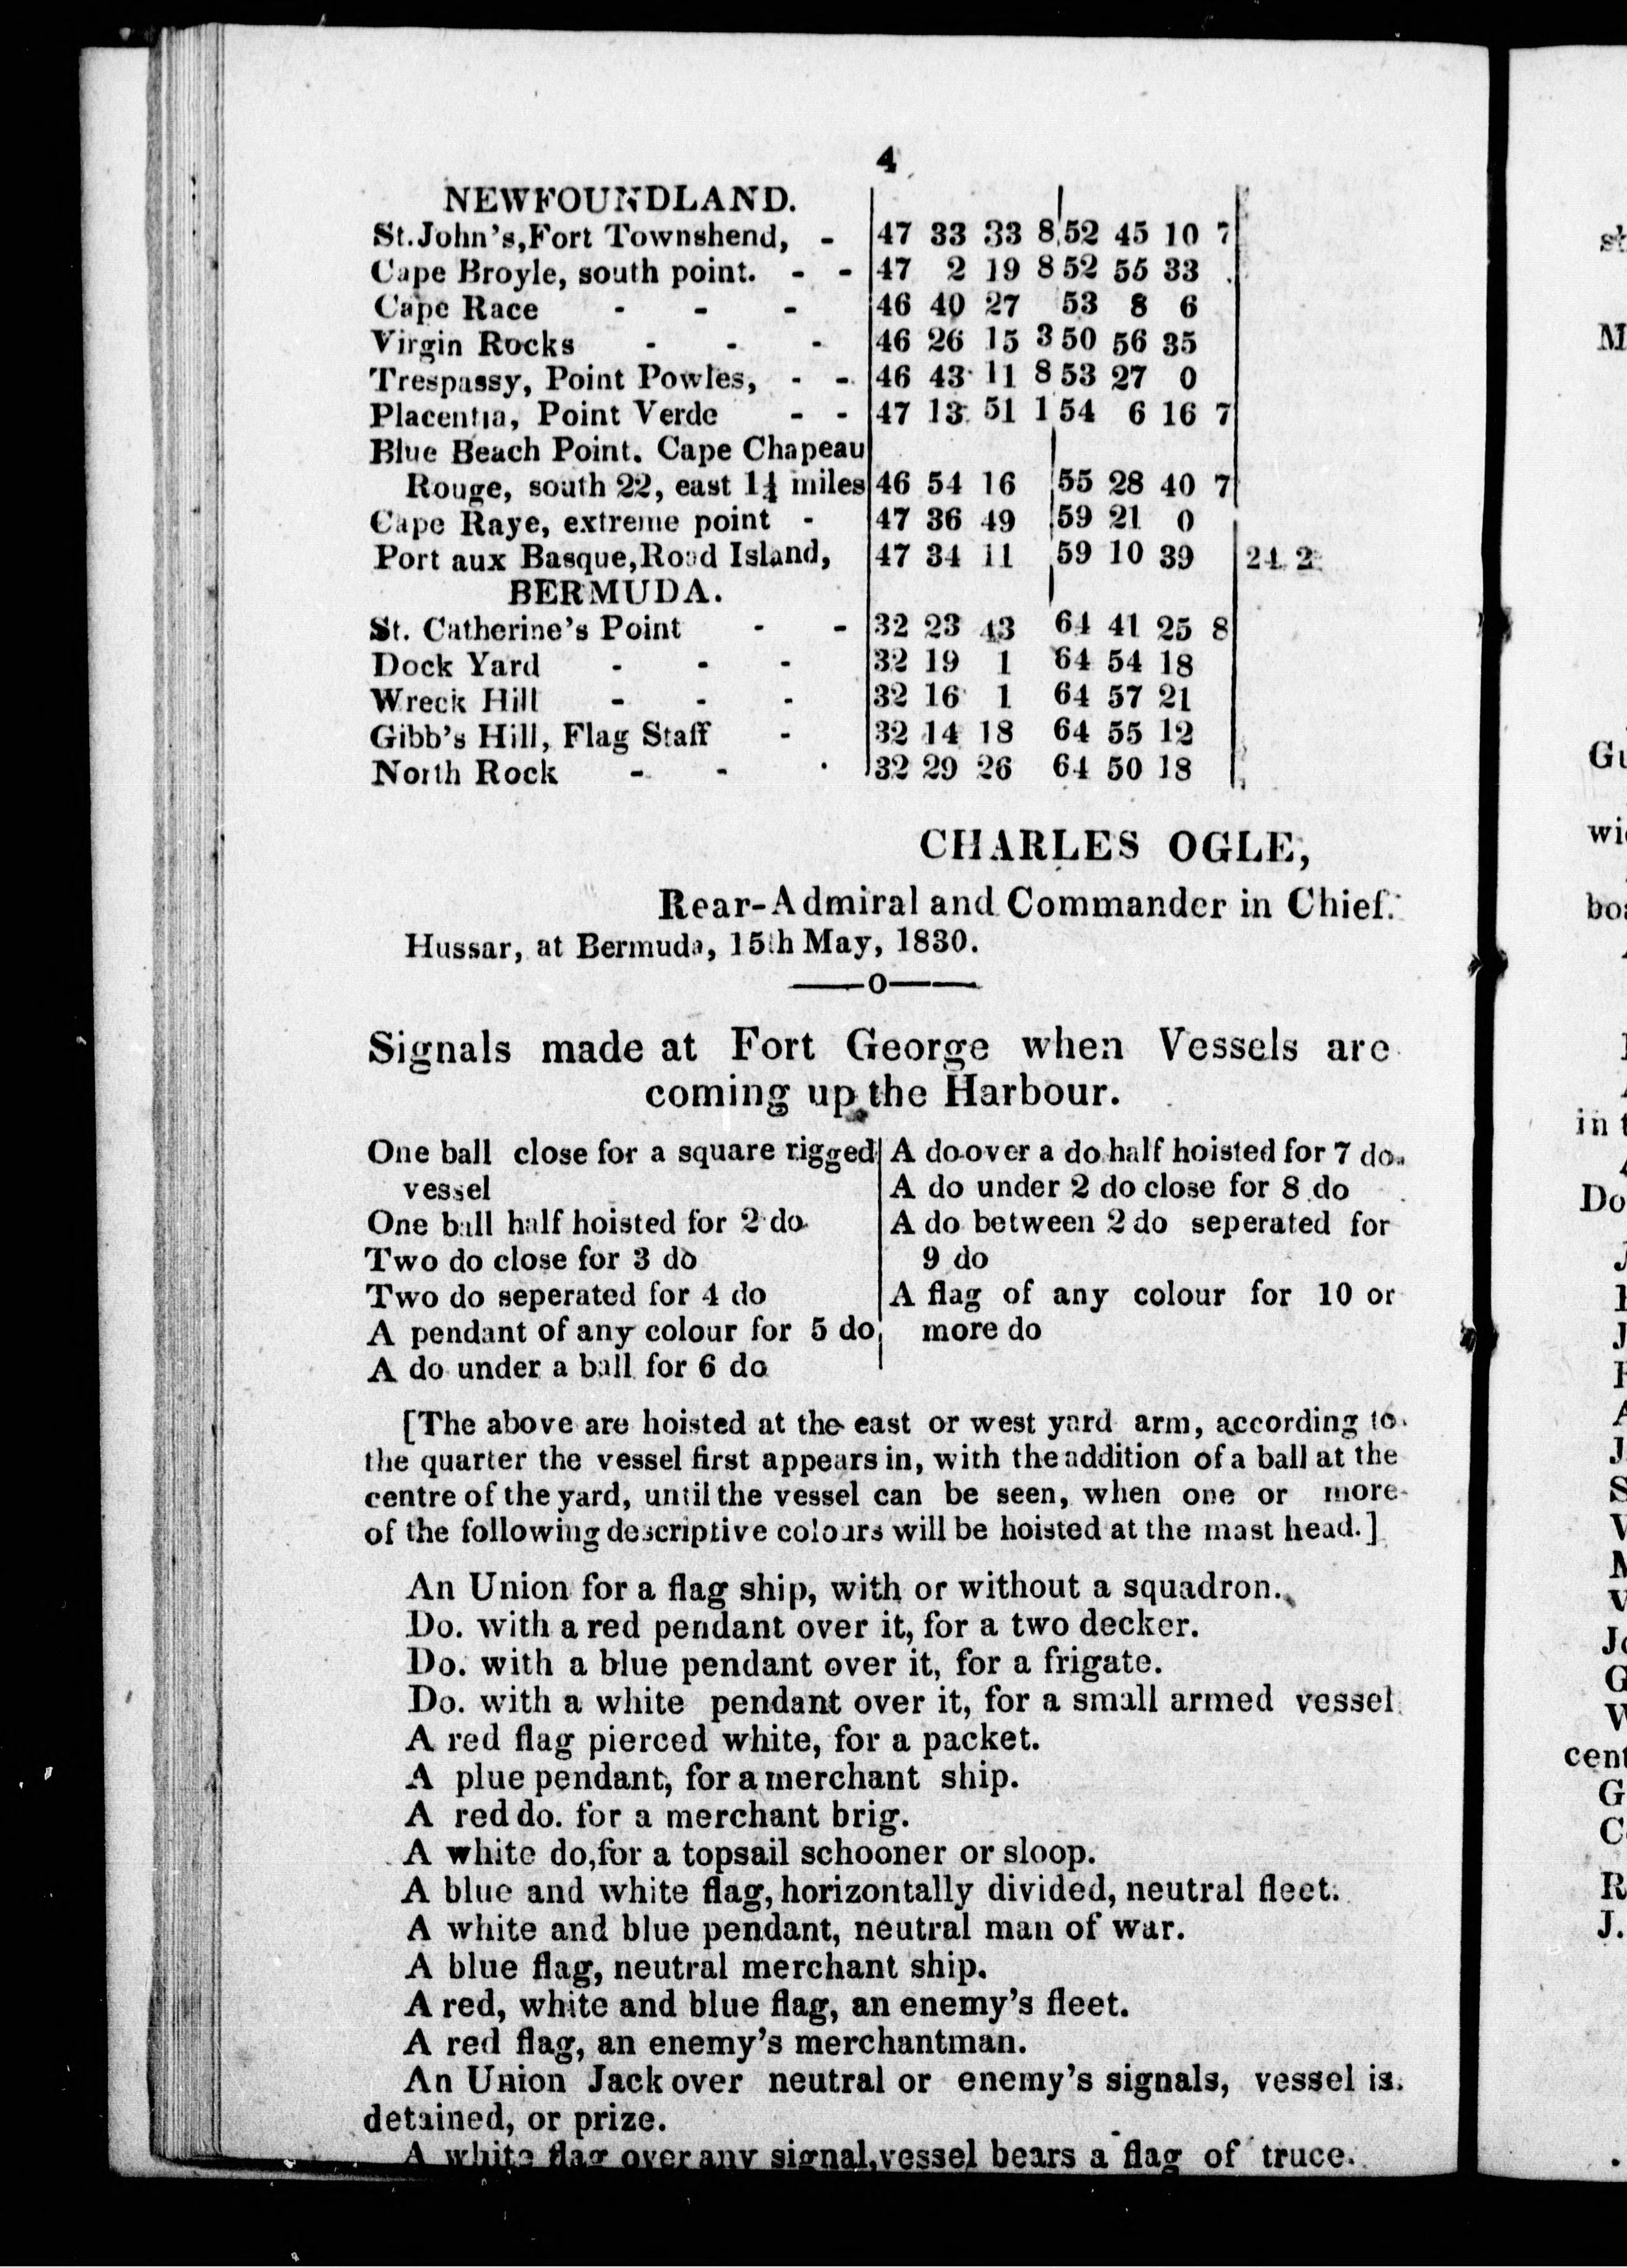 4
NEWFOUNDLAND.
St. John's, Fort Townshend, - 47 33 33 8 52 45 10 7
Cape Broyle, south point. - - 47 2 19 8 52 55 33
Cape Race - - - 46 40 27 53 8 6
Virgin Rocks - - - 46 26 15 3 50 56 35
Trespassy, Point Powles, - - 46 43 11 8 53 27 0
Placentia, Point Verde - - 47 13 51 1 54 6 16 7
Blue Beach Point. Cape Chapeau
Rouge, south 22, east 1¼ miles 46 54 16 55 28 40 7
Cape Raye, extreme point - 47 36 49 59 21 0
Port aux Basque, Road Island, 47 34 11 59 10 39 24 2
BERMUDA.
St. Catherine's Point - - 32 23 43 64 41 25 8
Dock Yard - - - 32 19 1 64 54 18
Wreck Hill - - - 32 16 1 64 57 21
Gibb's Hill, Flag Staff - 32 14 18 64 55 12
North Rock - - 32 29 26 64 50 18
CHARLES OGLE,
Rear-Admiral and Commander in Chief.
Hussar, at Bermuda, 15th May, 1830.
——o——
Signals made at Fort George when Vessels are
coming up the Harbour.
One ball close for a square rigged
vessel
One ball half hoisted for 2 do
Two do close for 3 do
Two do seperated for 4 do
A pendant of any colour for 5 do
A do under a ball for 6 do
A do over a do half hoisted for 7 do.
A do under 2 do close for 8 do
A do between 2 do seperated for
9 do
A flag of any colour for 10 or
more do
[The above are hoisted at the east or west yard arm, according to
the quarter the vessel first appears in, with the addition of a ball at the
centre of the yard, until the vessel can be seen, when one or more
of the following descriptive colours will be hoisted at the mast head.]
An Union for a flag ship, with or without a squadron.
Do. with a red pendant over it, for a two decker.
Do. with a blue pendant over it, for a frigate.
Do. with a white pendant over it, for a small armed vessel
A red flag pierced white, for a packet.
A plue pendant, for a merchant ship.
A red do. for a merchant brig.
A white do, for a topsail schooner or sloop.
A blue and white flag, horizontally divided, neutral fleet.
A white and blue pendant, neutral man of war.
A blue flag, neutral merchant ship.
A red, white and blue flag, an enemy's fleet.
A red flag, an enemy's merchantman.
An Union Jack over neutral or enemy's signals, vessel is
detained, or prize.
A white flag over any signal, vessel bears a flag of truce.